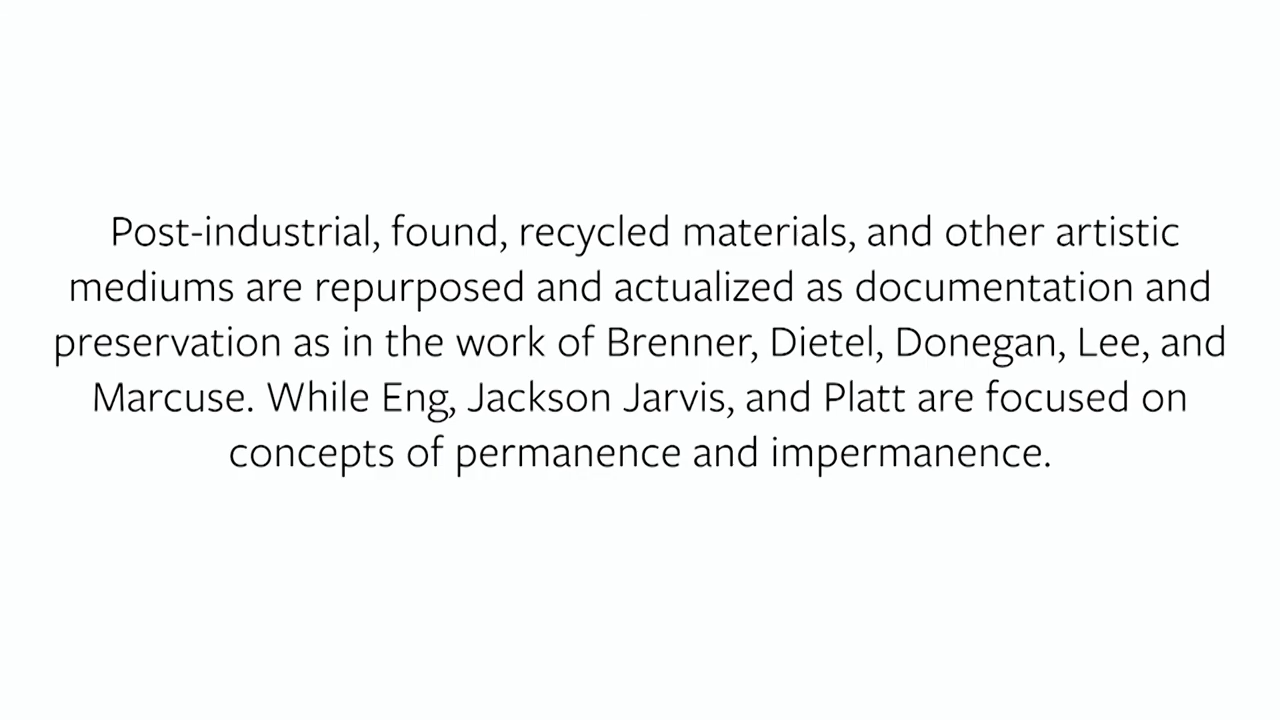 Post-industrial, found, recycled materials, and other artistic
mediums are repurposed and actualized as documentation and
preservation as in the work of Brenner, Dietel, Donegan, Lee, and
Marcuse. While Eng, Jackson Jarvis, and Platt are focused on
concepts of permanence and impermanence.